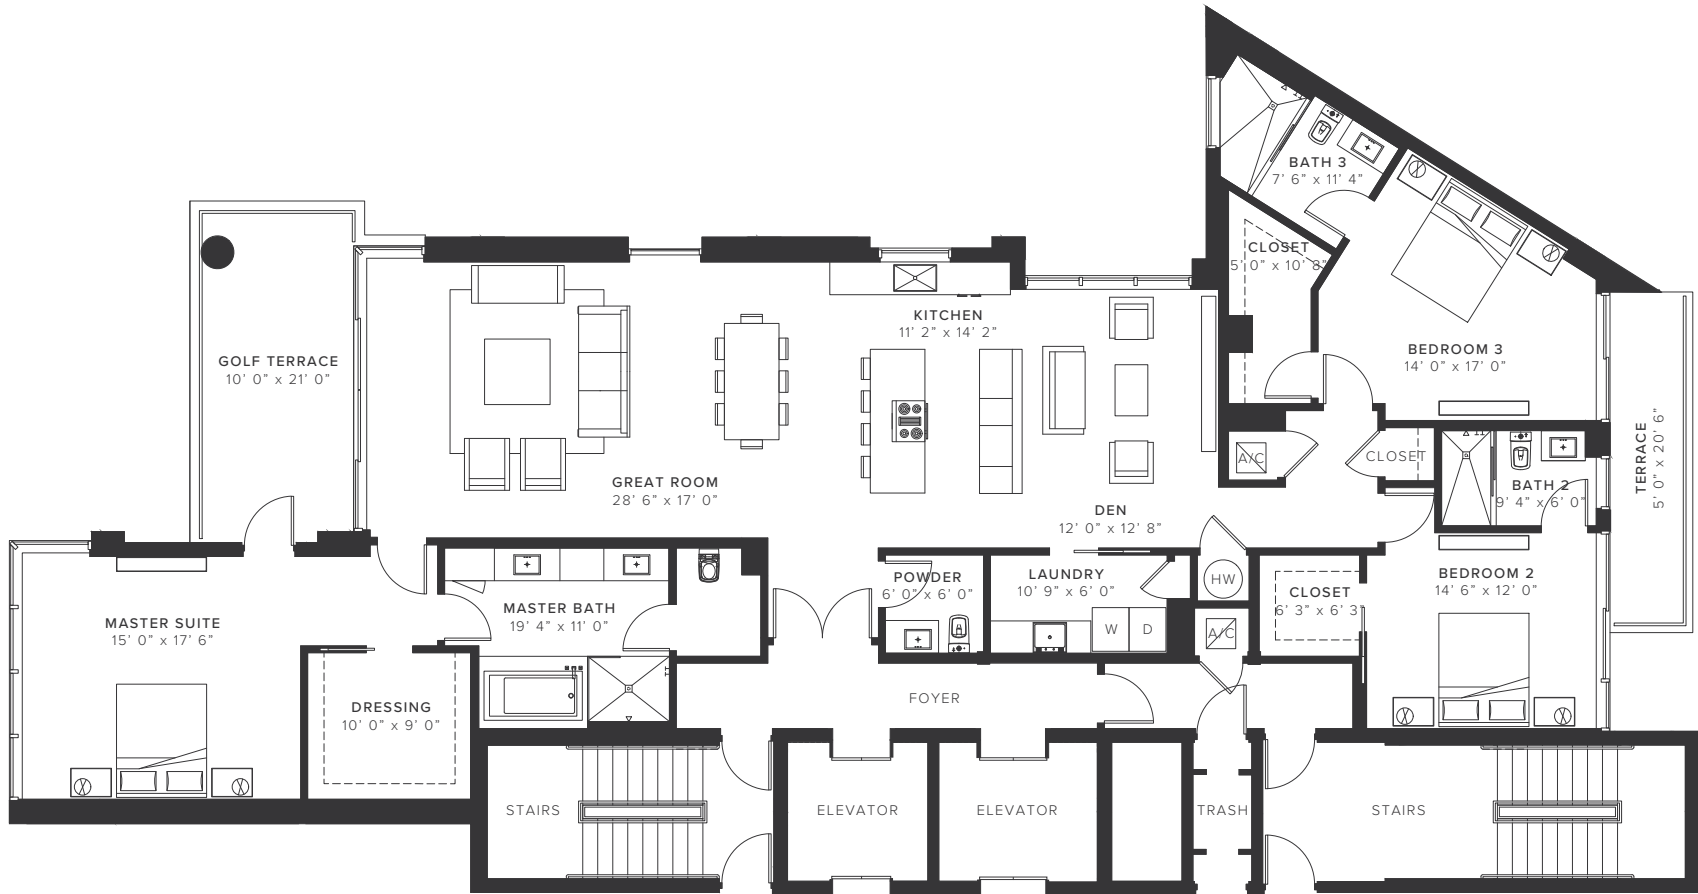 BATH 3
7' 6" x 11' 4"
CLOSET
5' 0" x 10' 8"
KITCHEN
11' 2" x 14' 2"
BEDROOM 3
14' 0" x 17' 0"
GOLF TERRACE
10' 0" x 21' 0"
TERRACE
5' 0" x 20' 6"
A/C
CLOSET
GREAT ROOM
28' 6" x 17' 0"
BATH 2
9' 4" x 6' 0"
DEN
12' 0" x 12' 8"
POWDER
6' 0" x 6' 0"
LAUNDRY
10' 9" x 6' 0"
HW
CLOSET
6' 3" x 6' 3"
BEDROOM 2
14' 6" x 12' 0"
MASTER SUITE
15' 0" x 17' 6"
MASTER BATH
19' 4" x 11' 0"
W
D
A/C
DRESSING
10' 0" x 9' 0"
FOYER
STAIRS
ELEVATOR
ELEVATOR
TRASH
STAIRS